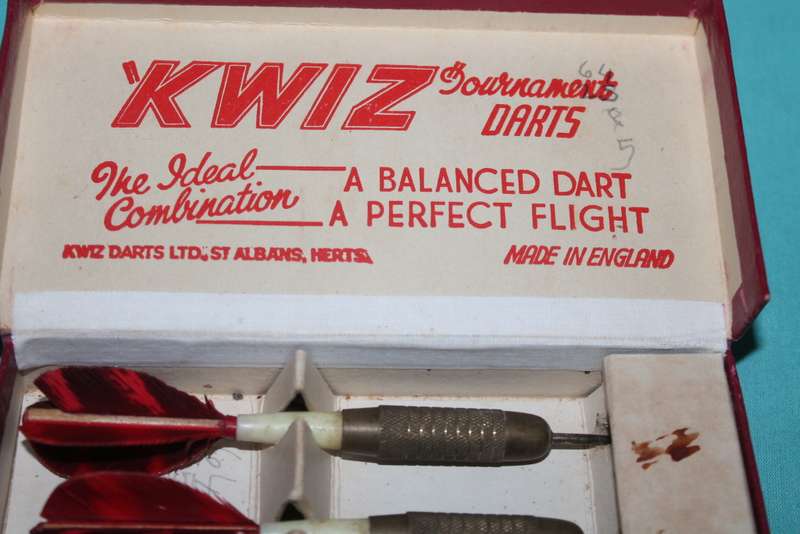 "KWIZ" Tournament
DARTS
The Ideal
Combination
A BALANCED DART
A PERFECT FLIGHT
KWIZ DARTS LTD., ST ALBANS, HERTS.
MADE IN ENGLAND